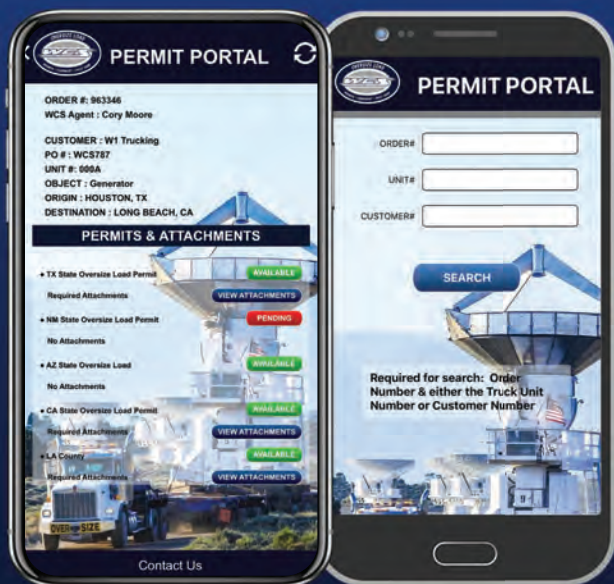 WCS
PERMIT PORTAL
ORDER #: 963346
WCS Agent : Cory Moore
CUSTOMER : W1 Trucking
PO # : WCS787
UNIT #: 000A
OBJECT : Generator
ORIGIN : HOUSTON, TX
DESTINATION : LONG BEACH, CA
PERMITS & ATTACHMENTS
• TX State Oversize Load Permit AVAILABLE
Required Attachments VIEW ATTACHMENTS
• NM State Oversize Load Permit PENDING
No Attachments
• AZ State Oversize Load AVAILABLE
No Attachments
• CA State Oversize Load Permit AVAILABLE
Required Attachments VIEW ATTACHMENTS
• LA County AVAILABLE
Required Attachments VIEW ATTACHMENTS
OVER SIZE
Contact Us
WCS
PERMIT PORTAL
ORDER#
UNIT#
CUSTOMER#
SEARCH
Required for search: Order
Number & either the Truck Unit
Number or Customer Number